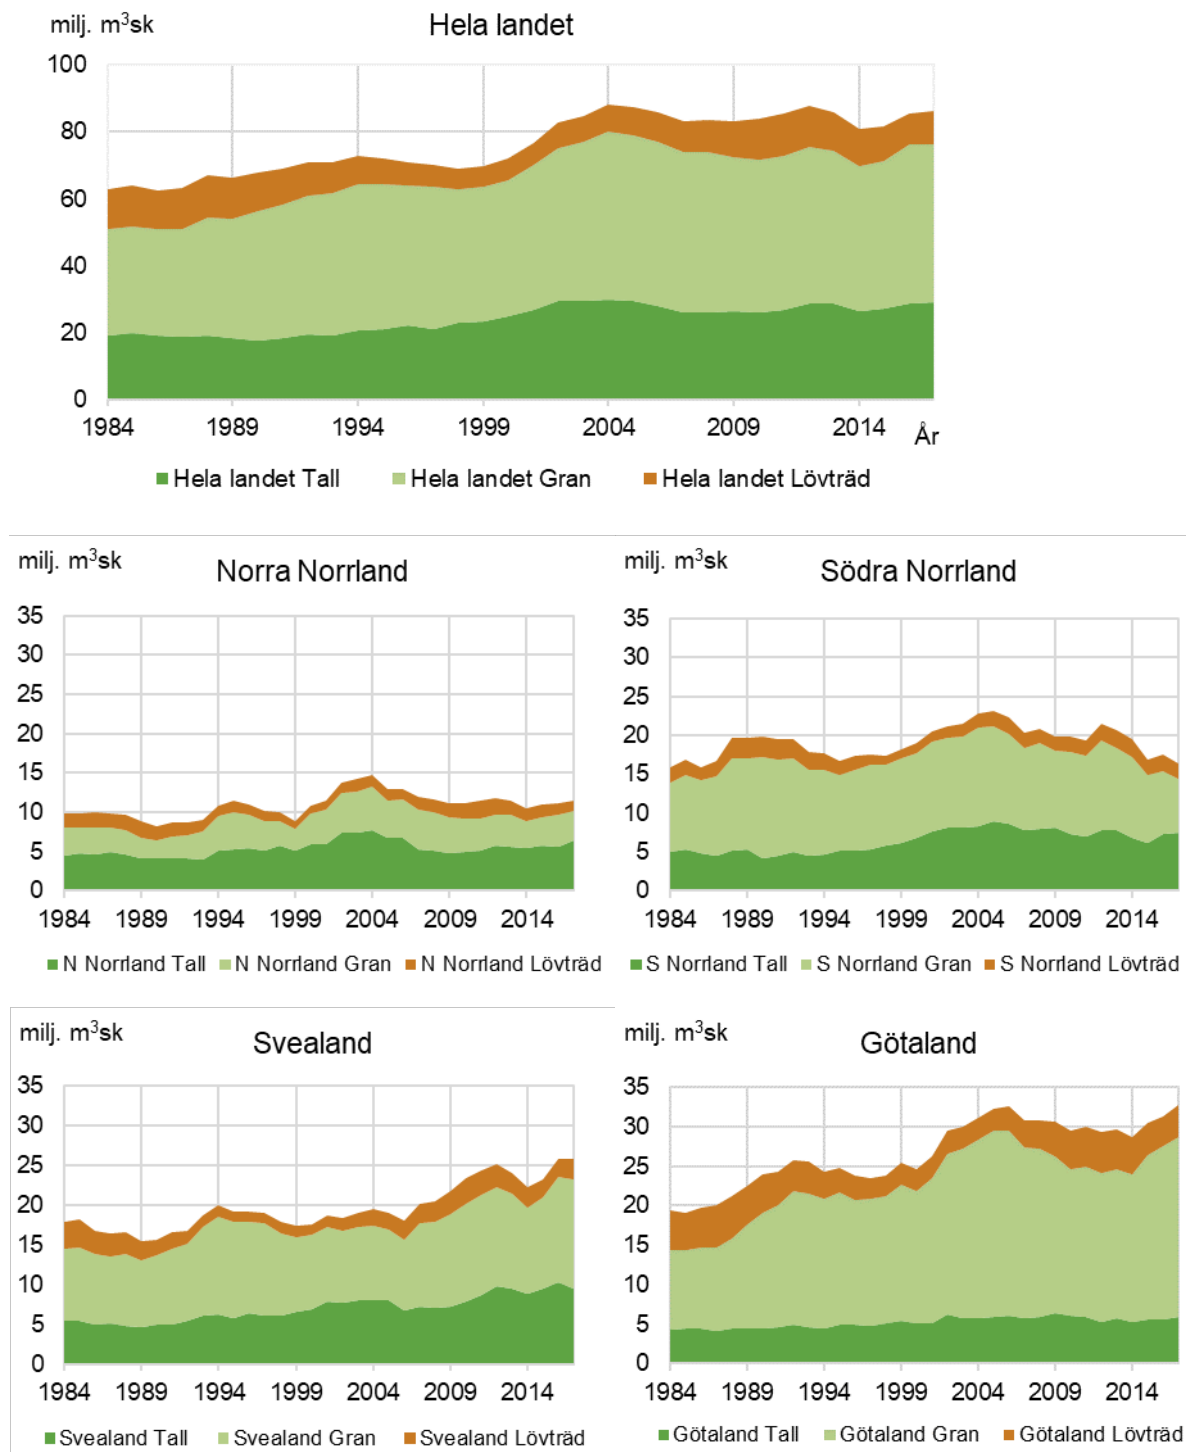 milj. m³sk
Hela landet
100
80
60
40
20
0
1984 1989 1994 1999 2004 2009 2014
År
Hela landet Tall Hela landet Gran Hela landet Lövträd
milj. m³sk
Norra Norrland
35
30
25
20
15
10
5
0
1984 1989 1994 1999 2004 2009 2014
N Norrland Tall N Norrland Gran N Norrland Lövträd
milj. m³sk
Södra Norrland
35
30
25
20
15
10
5
0
1984 1989 1994 1999 2004 2009 2014
S Norrland Tall S Norrland Gran S Norrland Lövträd
milj. m³sk
Svealand
35
30
25
20
15
10
5
0
1984 1989 1994 1999 2004 2009 2014
Svealand Tall Svealand Gran Svealand Lövträd
milj. m³sk
Götaland
35
30
25
20
15
10
5
0
1984 1989 1994 1999 2004 2009 2014
Götaland Tall Götaland Gran Götaland Lövträd